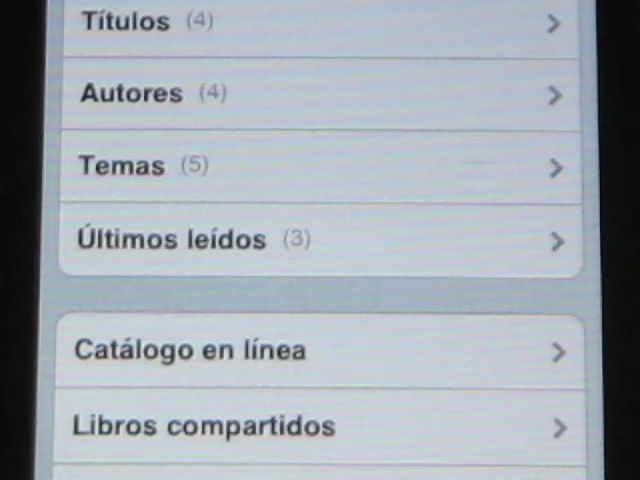 Títulos (4)
Autores (4)
Temas (5)
Últimos leídos (3)
Catálogo en línea
Libros compartidos